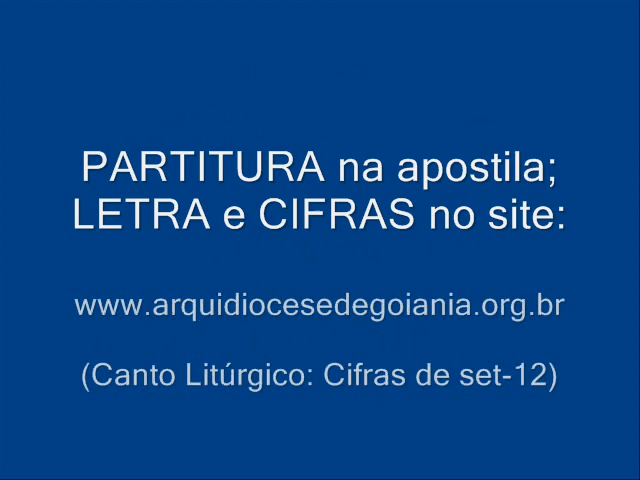 PARTITURA na apostila;
LETRA e CIFRAS no site:
www.arquidiocesedegoiania.org.br
(Canto Litúrgico: Cifras de set-12)